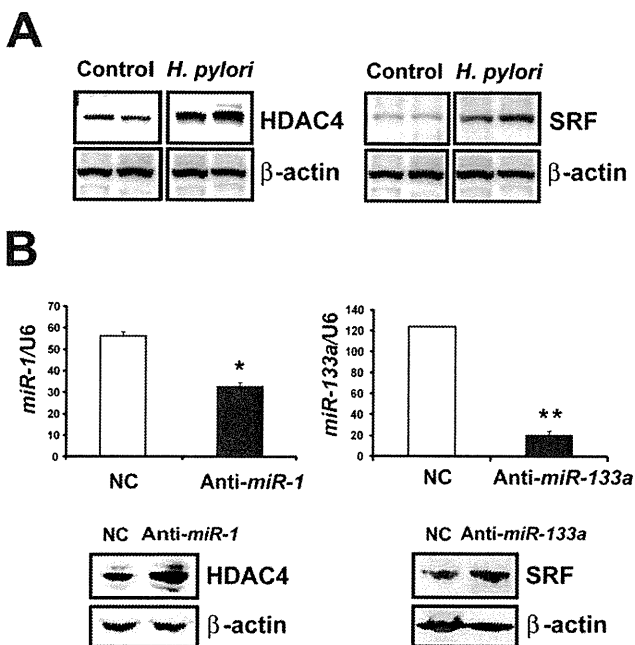 A
Control H. pylori
HDAC4
β-actin
Control H. pylori
SRF
β-actin
B
miR-1/U6
70
60
50
40
30
20
10
0
*
NC Anti-miR-1
miR-133a/U6
140
120
100
80
60
40
20
0
**
NC Anti-miR-133a
NC Anti-miR-1
HDAC4
β-actin
NC Anti-miR-133a
SRF
β-actin